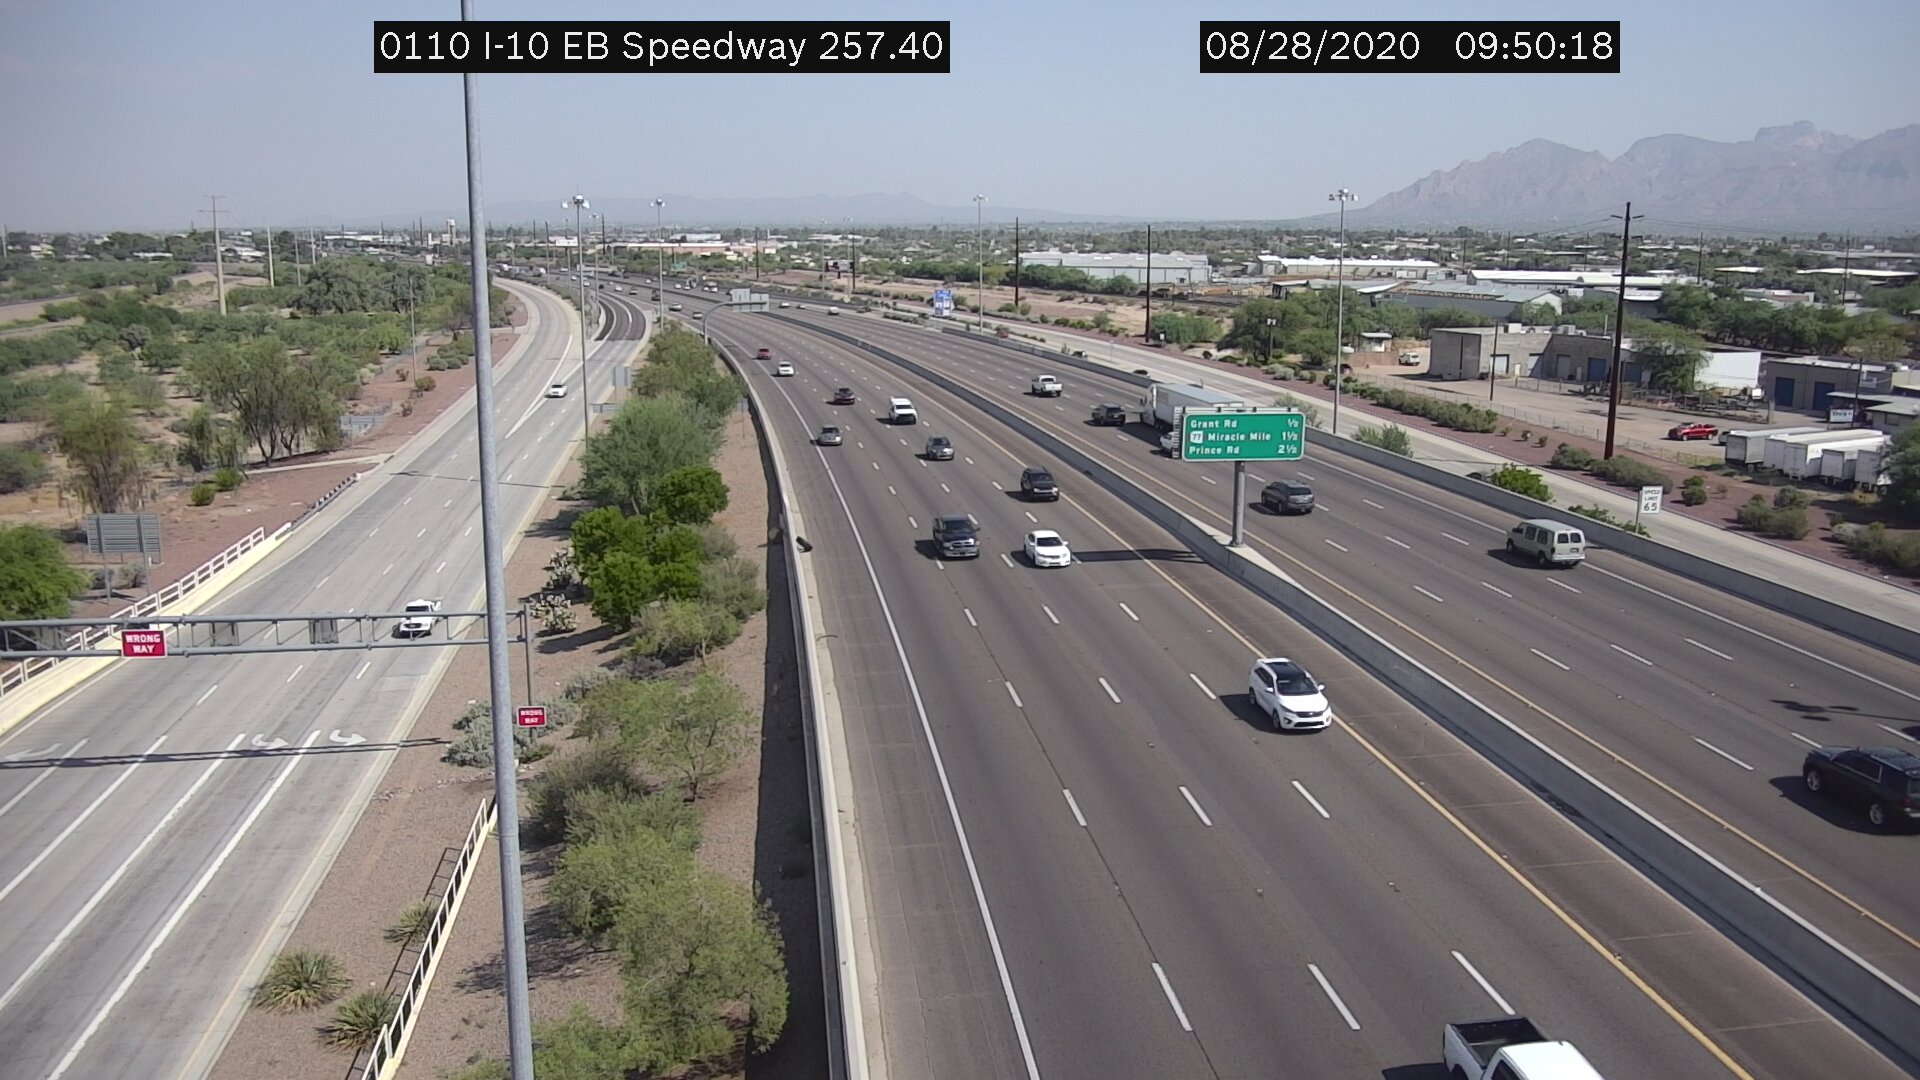 0110 I-10 EB Speedway 257.40
08/28/2020 09:50:18
Grant Rd ½
77 Miracle Mile 1½
Prince Rd 2½
SPEED
LIMIT
65
WRONG
WAY
WRONG
WAY